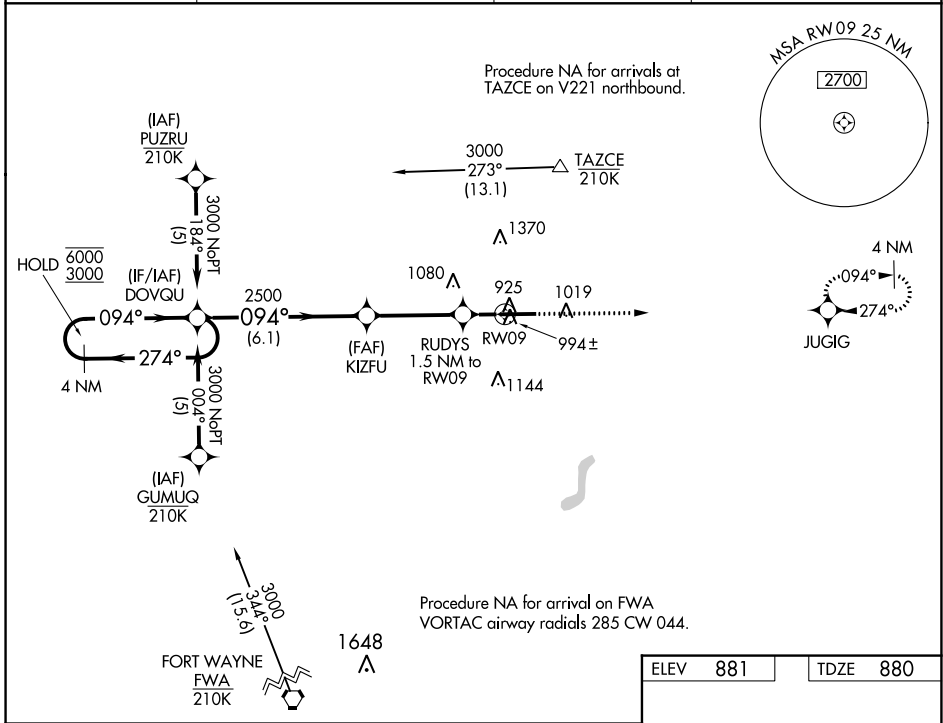 MSA RW09 25 NM
2700
Procedure NA for arrivals at
TAZCE on V221 northbound.
(IAF)
PUZRU
210K
3000
273°
(13.1)
TAZCE
210K
3000 NoPT
184°
(5)
1370
HOLD
6000
3000
(IF/IAF)
DOVQU
1080
925
1019
4 NM
094°
274°
JUGIG
094°
2500
094°
(6.1)
274°
4 NM
(FAF)
KIZFU
RUDYS
1.5 NM to
RW09
RW09
994±
1144
3000 NoPT
004°
(5)
(IAF)
GUMUQ
210K
3000
344°
(15.6)
Procedure NA for arrival on FWA
VORTAC airway radials 285 CW 044.
FORT WAYNE
FWA
210K
1648
ELEV 881
TDZE 880